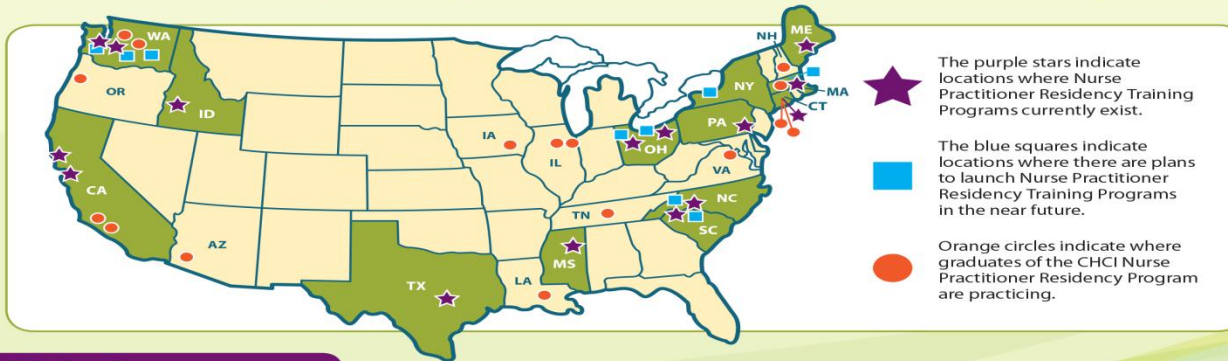 WA
OR
ID
CA
AZ
TX
IA
IL
TN
LA
MS
OH
PA
VA
NC
SC
NY
NH
ME
MA
CT
The purple stars indicate
locations where Nurse
Practitioner Residency Training
Programs currently exist.
The blue squares indicate
locations where there are plans
to launch Nurse Practitioner
Residency Training Programs
in the near future.
Orange circles indicate where
graduates of the CHCI Nurse
Practitioner Residency Program
are practicing.